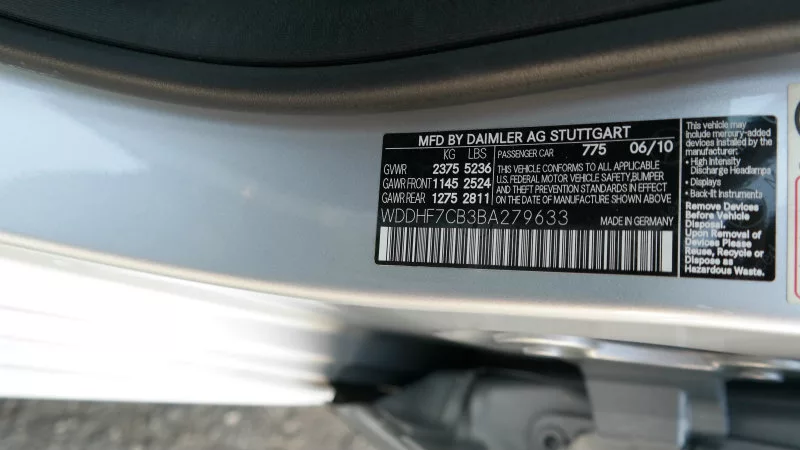 MFD BY DAIMLER AG STUTTGART
KG LBS
PASSENGER CAR 775 06/10
GVWR 2375 5236
GAWR FRONT 1145 2524
GAWR REAR 1275 2811
THIS VEHICLE CONFORMS TO ALL APPLICABLE
U.S. FEDERAL MOTOR VEHICLE SAFETY,BUMPER
AND THEFT PREVENTION STANDARDS IN EFFECT
ON THE DATE OF MANUFACTURE SHOWN ABOVE.
WDDHF7CB3BA279633
MADE IN GERMANY
This vehicle may
include mercury-added
devices installed by the
manufacturer:
• High Intensity
Discharge Headlamps
• Displays
• Back-lit Instruments
Remove Devices
Before Vehicle
Disposal.
Upon Removal of
Devices Please
Reuse, Recycle or
Dispose as
Hazardous Waste.